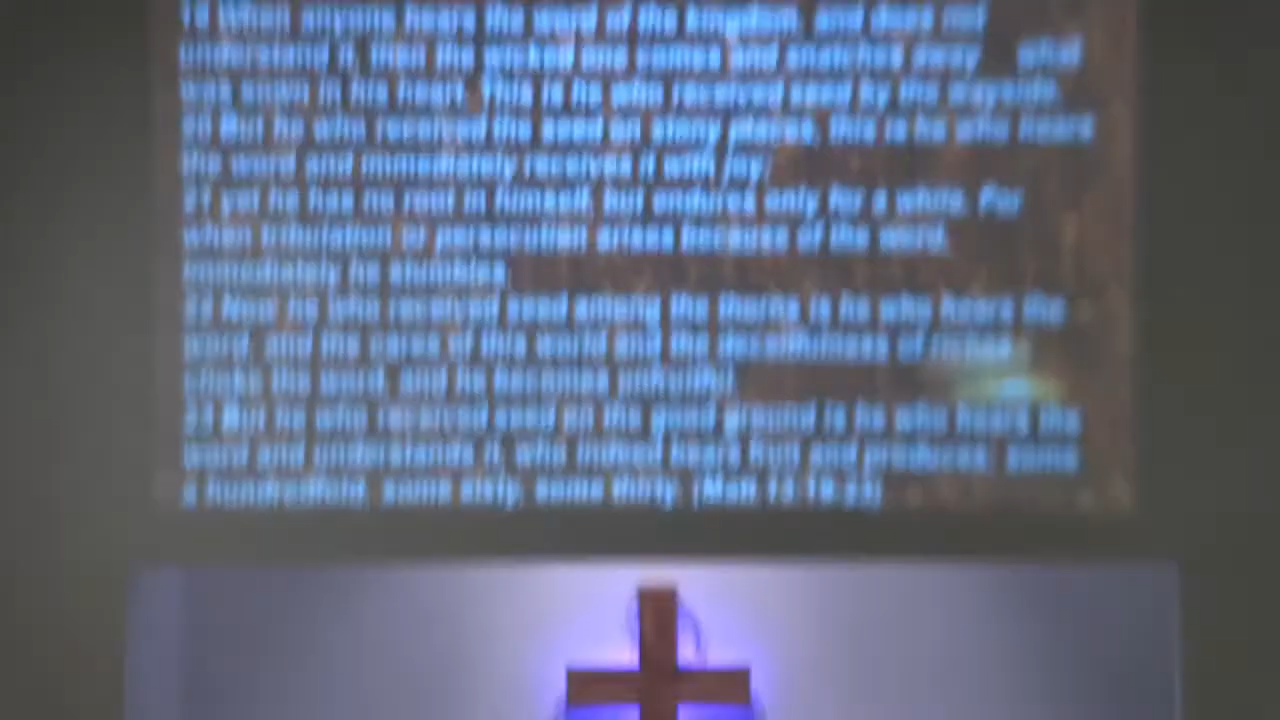 19 When anyone hears the word of the kingdom, and does not
understand it, then the wicked one comes and snatches away what
was sown in his heart. This is he who received seed by the wayside.
20 But he who received the seed on stony places, this is he who hears
the word and immediately receives it with joy;
21 yet he has no root in himself, but endures only for a while. For
when tribulation or persecution arises because of the word,
immediately he stumbles.
22 Now he who received seed among the thorns is he who hears the
word, and the cares of this world and the deceitfulness of riches
choke the word, and he becomes unfruitful.
23 But he who received seed on the good ground is he who hears the
word and understands it, who indeed bears fruit and produces: some
a hundredfold, some sixty, some thirty. (Matt 13:19-23)